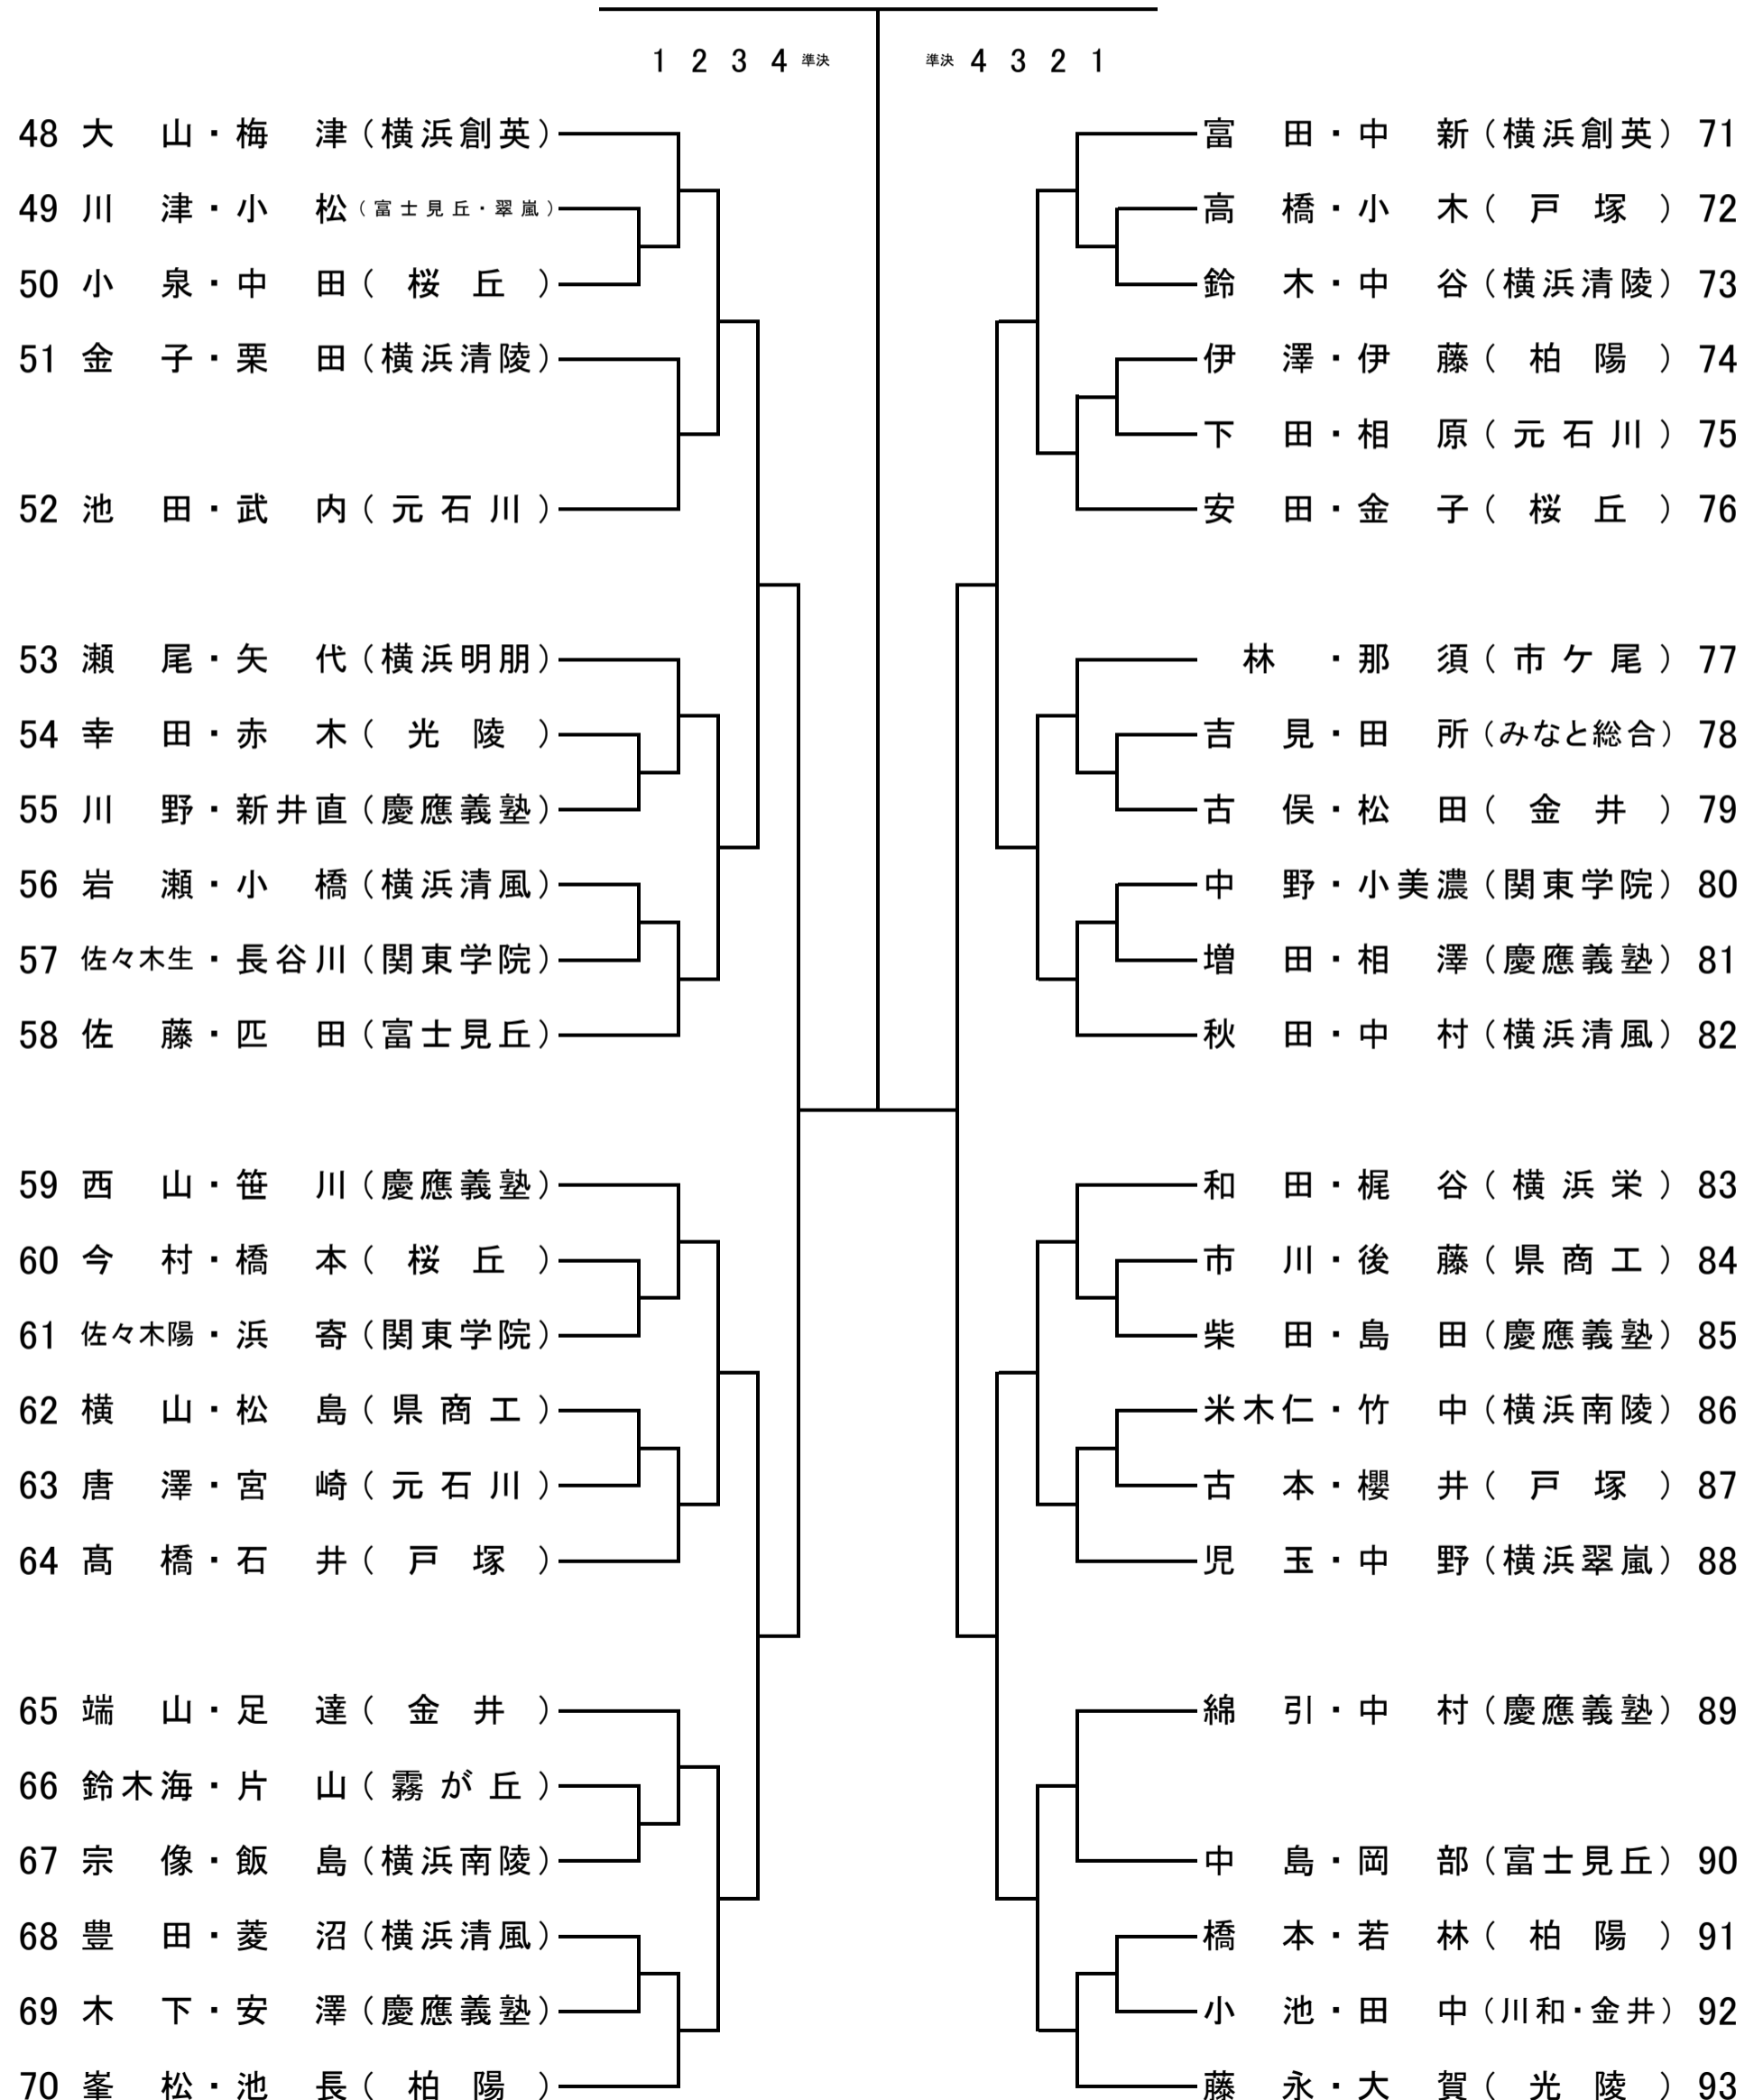 1 2 3 4 準決 準決 4 3 2 1
48 大山・梅津(横浜創英) 富田・中新(横浜創英) 71
49 川津・小松(富士見丘・翠嵐) 高橋・小木(戸塚) 72
50 小泉・中田(桜丘) 鈴木・中谷(横浜清陵) 73
51 金子・栗田(横浜清陵) 伊澤・伊藤(柏陽) 74
下田・相原(元石川) 75
52 池田・武内(元石川) 安田・金子(桜丘) 76
53 瀬尾・矢代(横浜明朋) 林・那須(市ケ尾) 77
54 幸田・赤木(光陵) 吉見・田所(みなと総合) 78
55 川野・新井直(慶應義塾) 古俣・松田(金井) 79
56 岩瀬・小橋(横浜清風) 中野・小美濃(関東学院) 80
57 佐々木生・長谷川(関東学院) 増田・相澤(慶應義塾) 81
58 佐藤・匹田(富士見丘) 秋田・中村(横浜清風) 82
59 西山・笹川(慶應義塾) 和田・梶谷(横浜栄) 83
60 今村・橋本(桜丘) 市川・後藤(県商工) 84
61 佐々木陽・浜寄(関東学院) 柴田・島田(慶應義塾) 85
62 横山・松島(県商工) 米木仁・竹中(横浜南陵) 86
63 唐澤・宮崎(元石川) 古本・櫻井(戸塚) 87
64 髙橋・石井(戸塚) 児玉・中野(横浜翠嵐) 88
65 端山・足達(金井) 綿引・中村(慶應義塾) 89
66 鈴木海・片山(霧が丘)
67 宗像・飯島(横浜南陵) 中島・岡部(富士見丘) 90
68 豊田・菱沼(横浜清風) 橋本・若林(柏陽) 91
69 木下・安澤(慶應義塾) 小池・田中(川和・金井) 92
70 峯松・池長(柏陽) 藤永・大賀(光陵) 93